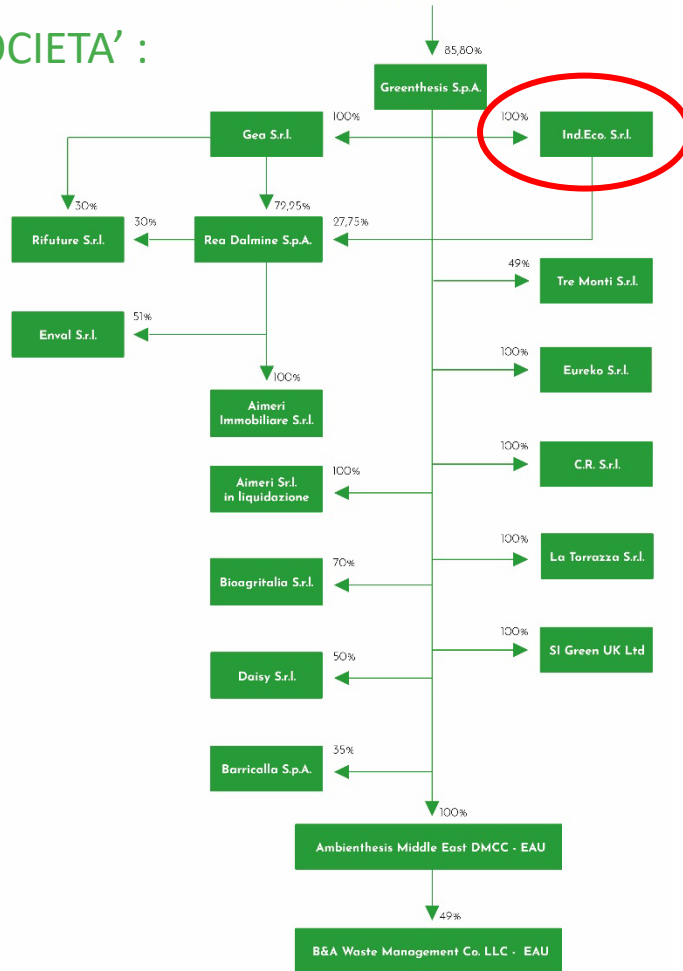 OCIETA’ :
85,80%
Greenthesis S.p.A.
100%
100%
Gea S.r.l.
Ind.Eco. S.r.l.
30%
72,25%
30%
27,75%
Rifuture S.r.l.
Rea Dalmine S.p.A.
49%
Tre Monti S.r.l.
51%
Enval S.r.l.
100%
Eureko S.r.l.
100%
Aimeri
Immobiliare S.r.l.
100%
C.R. S.r.l.
100%
Aimeri Sr.l.
in liquidazione
100%
La Torrazza S.r.l.
70%
Bioagritalia S.r.l.
100%
SI Green UK Ltd
50%
Daisy S.r.l.
35%
Barricalla S.p.A.
100%
Ambienthesis Middle East DMCC - EAU
49%
B&A Waste Management Co. LLC - EAU